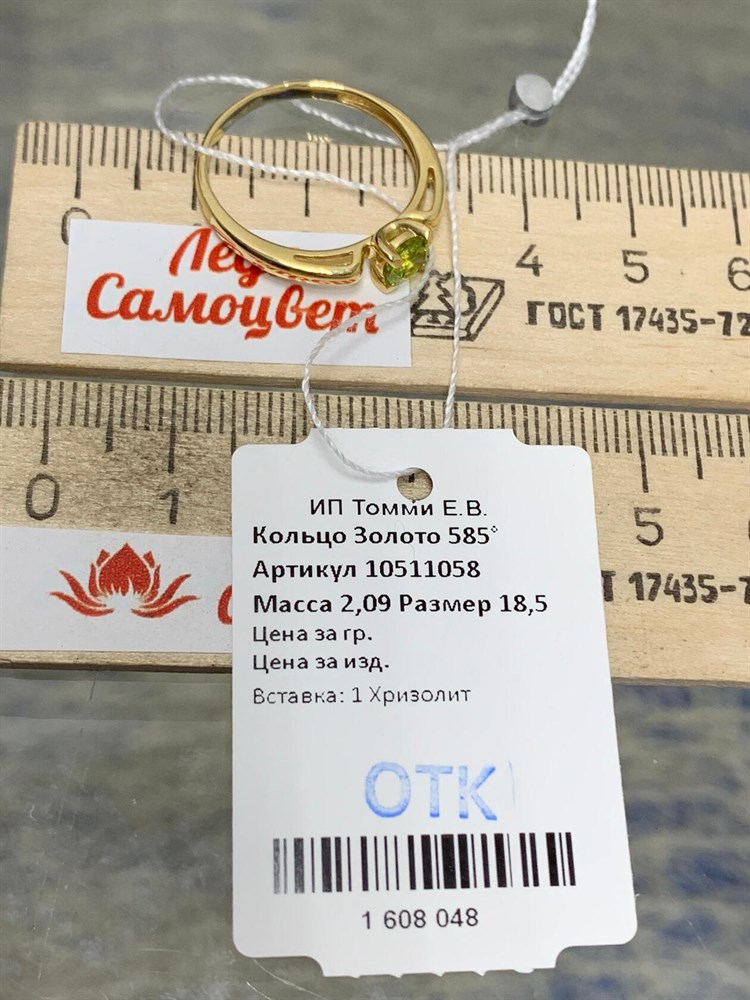 0
4 5 6
Самоцвет
ГОСТ 17435-72
0 1
5
17435-7
ИП Томми Е.В.
Кольцо Золото 585°
Артикул 10511058
Масса 2,09 Размер 18,5
Цена за гр.
Цена за изд.
Вставка: 1 Хризолит
ОТК
1 608 048